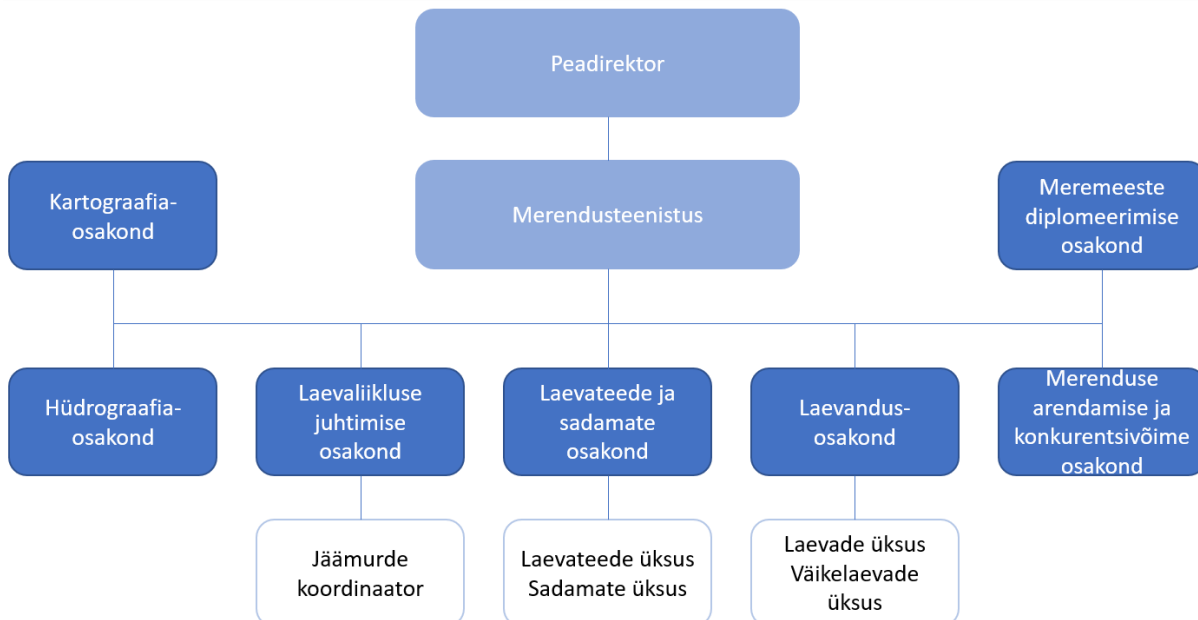 Peadirektor
Kartograafia-
osakond
Merendusteenistus
Meremeeste
diplomeerimise
osakond
Hüdrograafia-
osakond
Laevaliikluse
juhtimise
osakond
Laevateede ja
sadamate
osakond
Laevandus-
osakond
Merenduse
arendamise ja
konkurentsivõime
osakond
Jäämurde
koordinaator
Laevateede üksus
Sadamate üksus
Laevade üksus
Väikelaevade
üksus